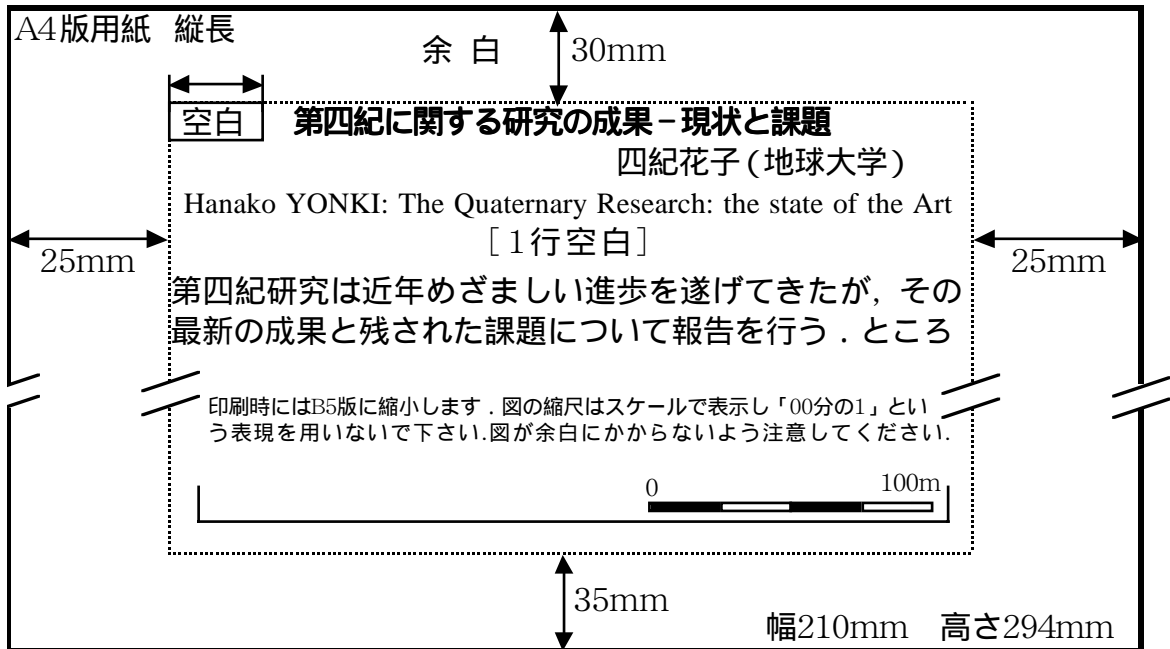 A4版用紙 縦長
余 白
30mm
空白
第四紀に関する研究の成果－現状と課題
四紀花子(地球大学)
Hanako YONKI: The Quaternary Research: the state of the Art
［1行空白］
25mm
25mm
第四紀研究は近年めざましい進歩を遂げてきたが, その
最新の成果と残された課題について報告を行う．ところ
印刷時にはB5版に縮小します．図の縮尺はスケールで表示し「00分の1」とい
う表現を用いないで下さい.図が余白にかからないよう注意してください.
0
100m
35mm
幅210mm 高さ294mm